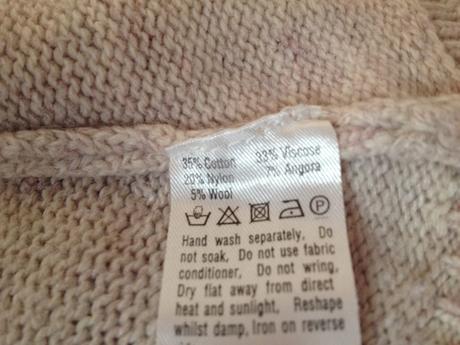 35% Cotton 33% Viscose
20% Nylon 7% Angora
5% Wool
P
Hand wash separately, Do
not soak, Do not use fabric
conditioner, Do not wring,
Dry flat away from direct
heat and sunlight, Reshape
whilst damp, Iron on reverse